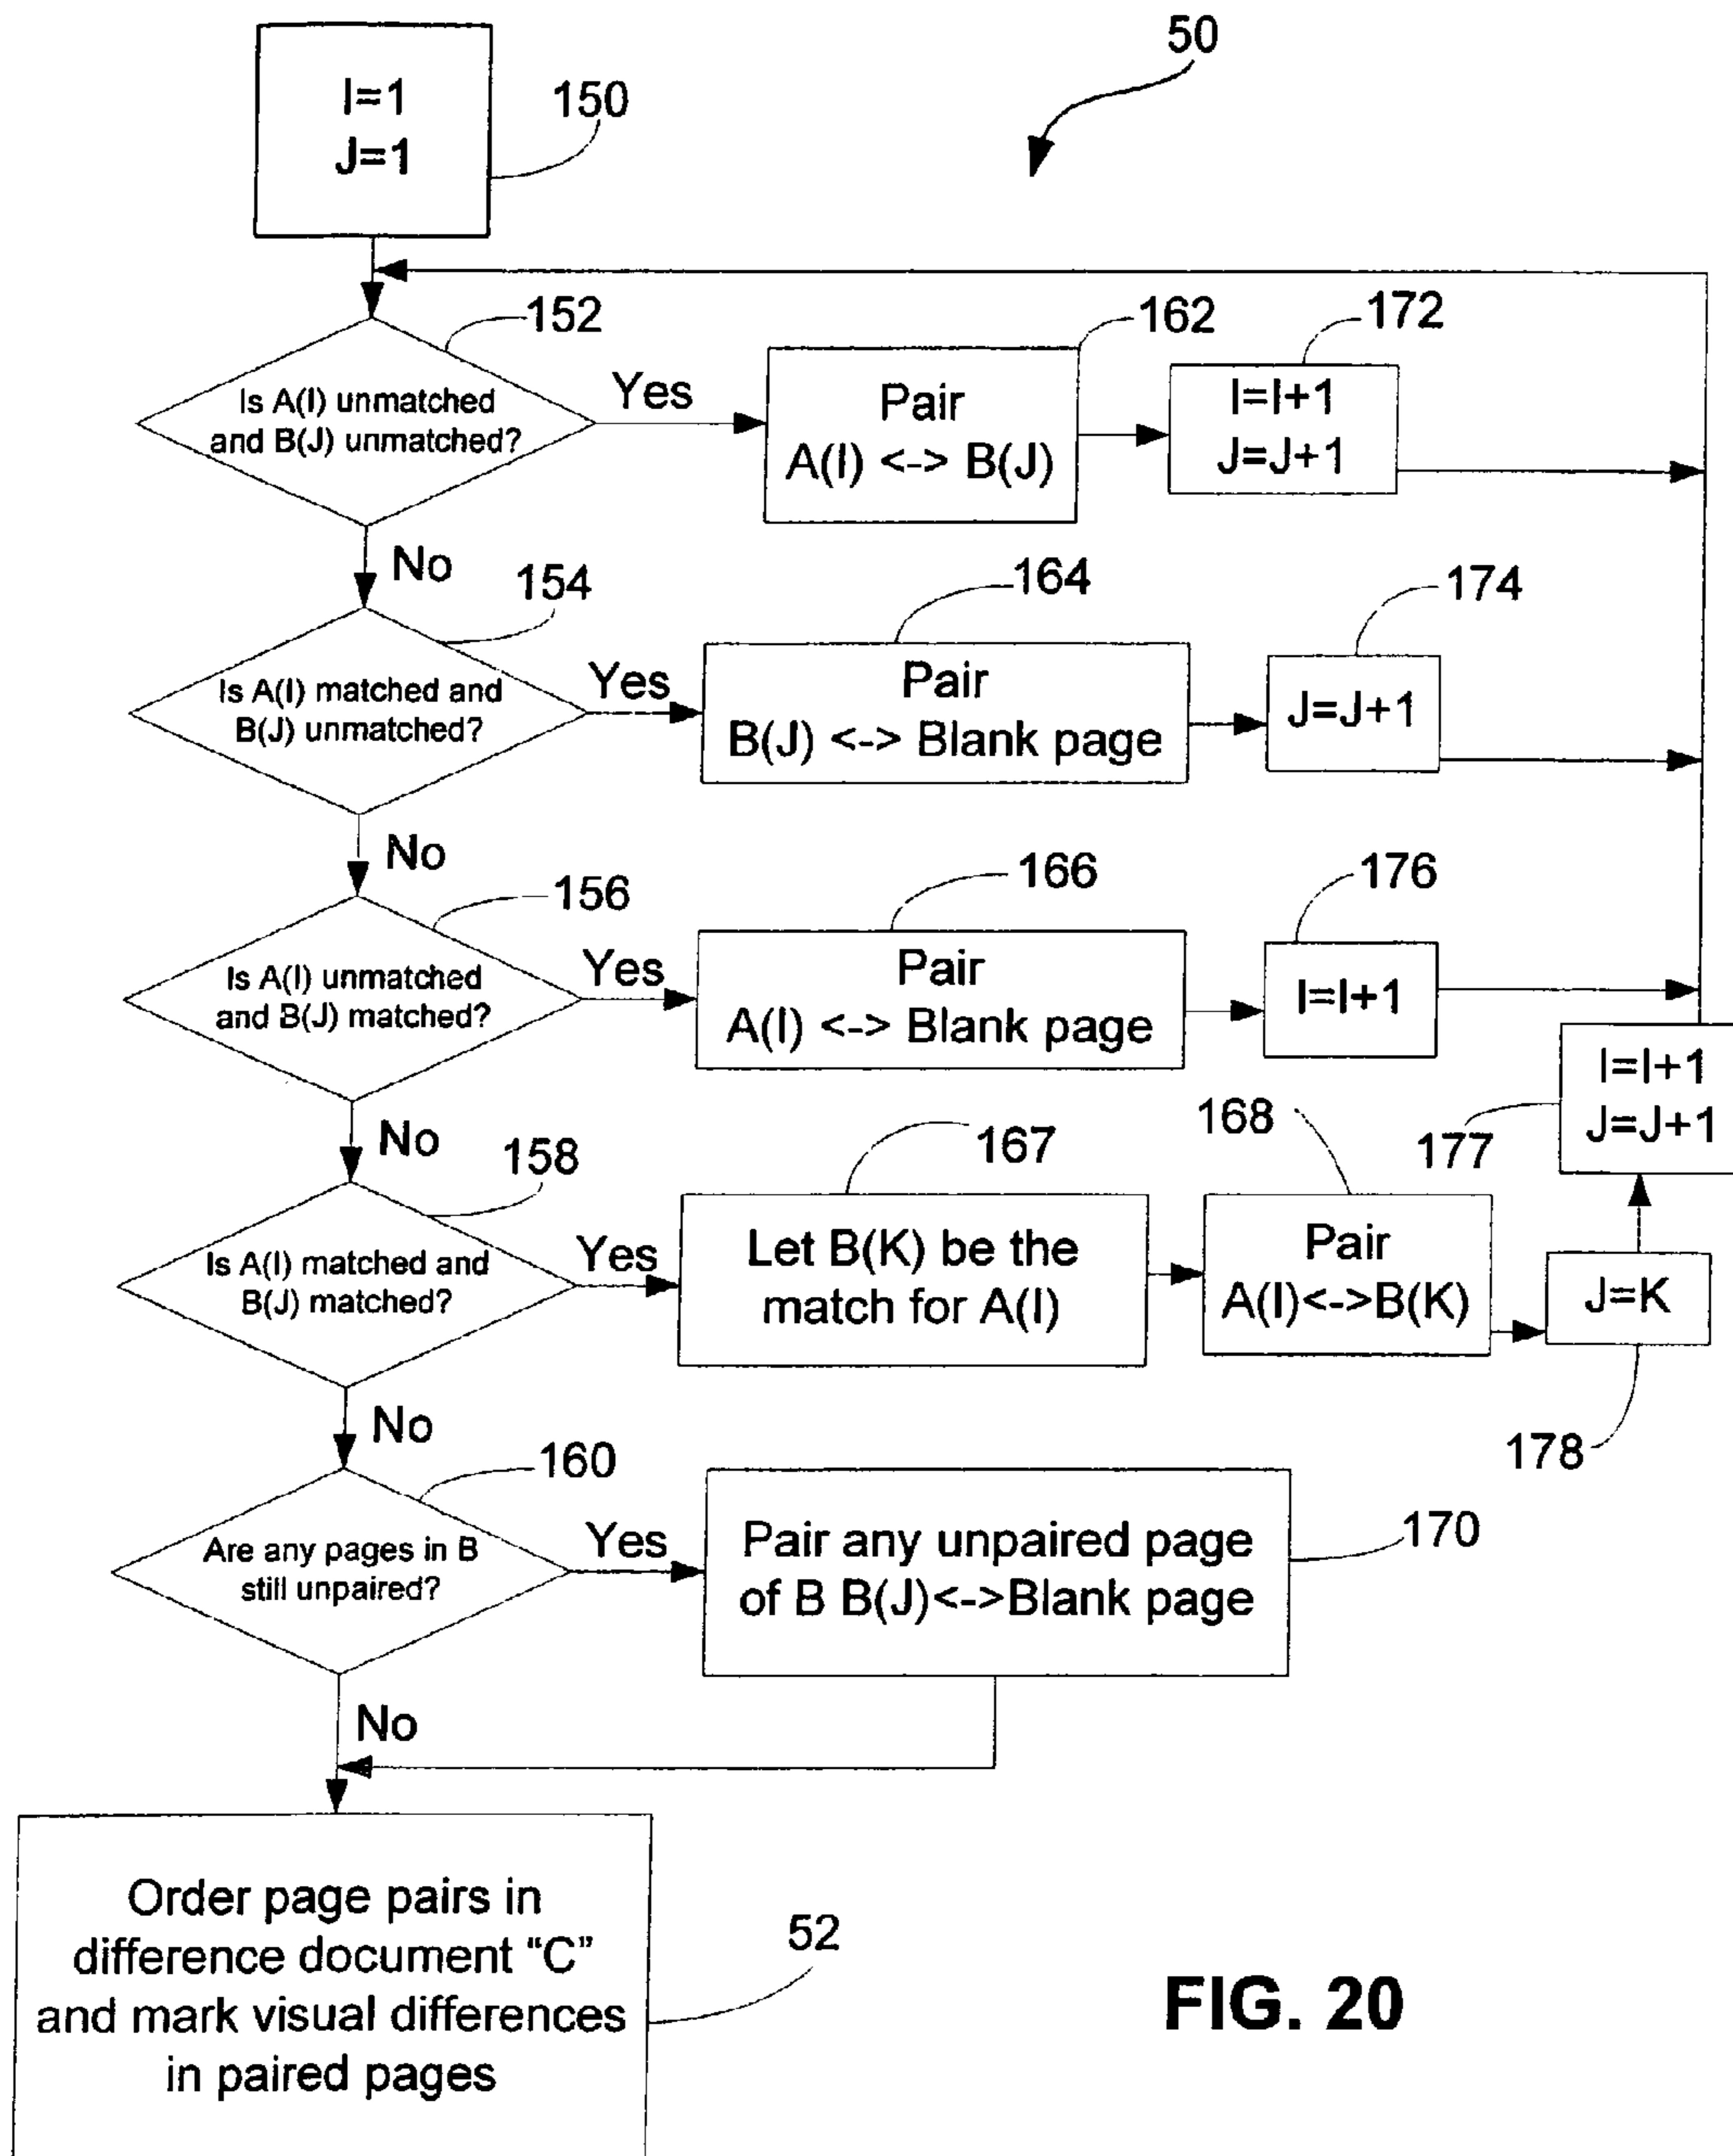 50
I=1
J=1
150
152
Is A(I) unmatched
and B(J) unmatched?
Yes
162
Pair
A(I) <-> B(J)
172
I=I+1
J=J+1
No
154
Is A(I) matched and
B(J) unmatched?
Yes
164
Pair
B(J) <-> Blank page
174
J=J+1
No
156
Is A(I) unmatched
and B(J) matched?
Yes
166
Pair
A(I) <-> Blank page
176
I=I+1
I=I+1
J=J+1
177
No
158
Is A(I) matched and
B(J) matched?
Yes
167
Let B(K) be the
match for A(I)
168
Pair
A(I)<->B(K)
J=K
178
No
160
Are any pages in B
still unpaired?
Yes
Pair any unpaired page
of B B(J)<->Blank page
170
No
Order page pairs in
difference document “C”
and mark visual differences
in paired pages
52
FIG. 20